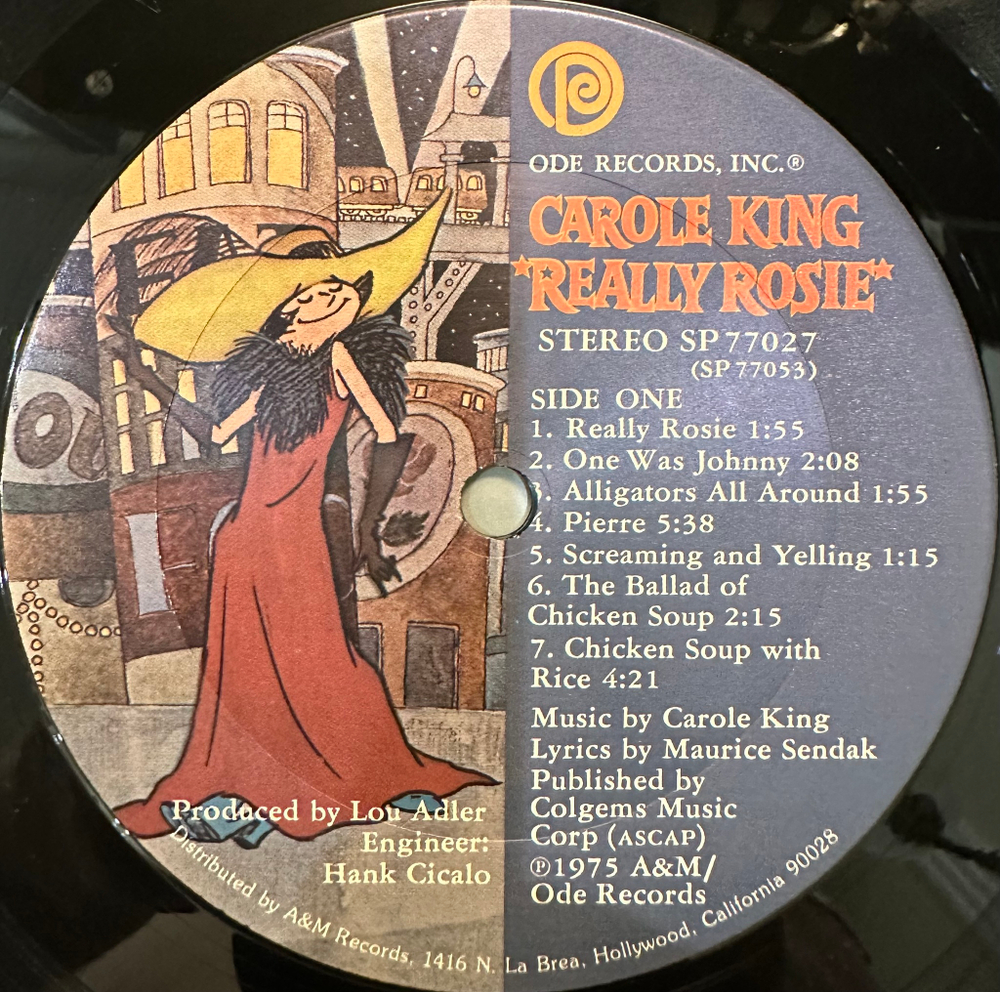 ODE RECORDS, INC.®
CAROLE KING
*REALLY ROSIE*
STEREO SP 77027
(SP 77053)
SIDE ONE
1. Really Rosie 1:55
2. One Was Johnny 2:08
3. Alligators All Around 1:55
4. Pierre 5:38
5. Screaming and Yelling 1:15
6. The Ballad of
Chicken Soup 2:15
7. Chicken Soup with
Rice 4:21
Music by Carole King
Lyrics by Maurice Sendak
Published by
Colgems Music
Corp (ASCAP)
℗1975 A&M/
Ode Records
Produced by Lou Adler
Engineer:
Hank Cicalo
Distributed by A&M Records, 1416 N. La Brea, Hollywood, California 90028